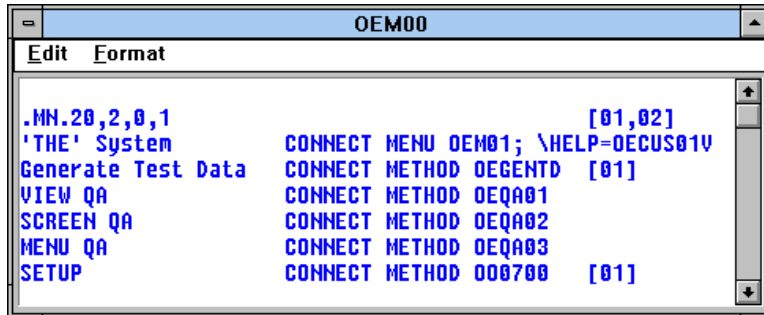 OEM00
Edit Format
.MN.20,2,0,1 [01,02]
'THE' System CONNECT MENU OEM01; \HELP=OECUS01V
Generate Test Data CONNECT METHOD OEGENTD [01]
VIEW QA CONNECT METHOD OEQA01
SCREEN QA CONNECT METHOD OEQA02
MENU QA CONNECT METHOD OEQA03
SETUP CONNECT METHOD OO0700 [01]